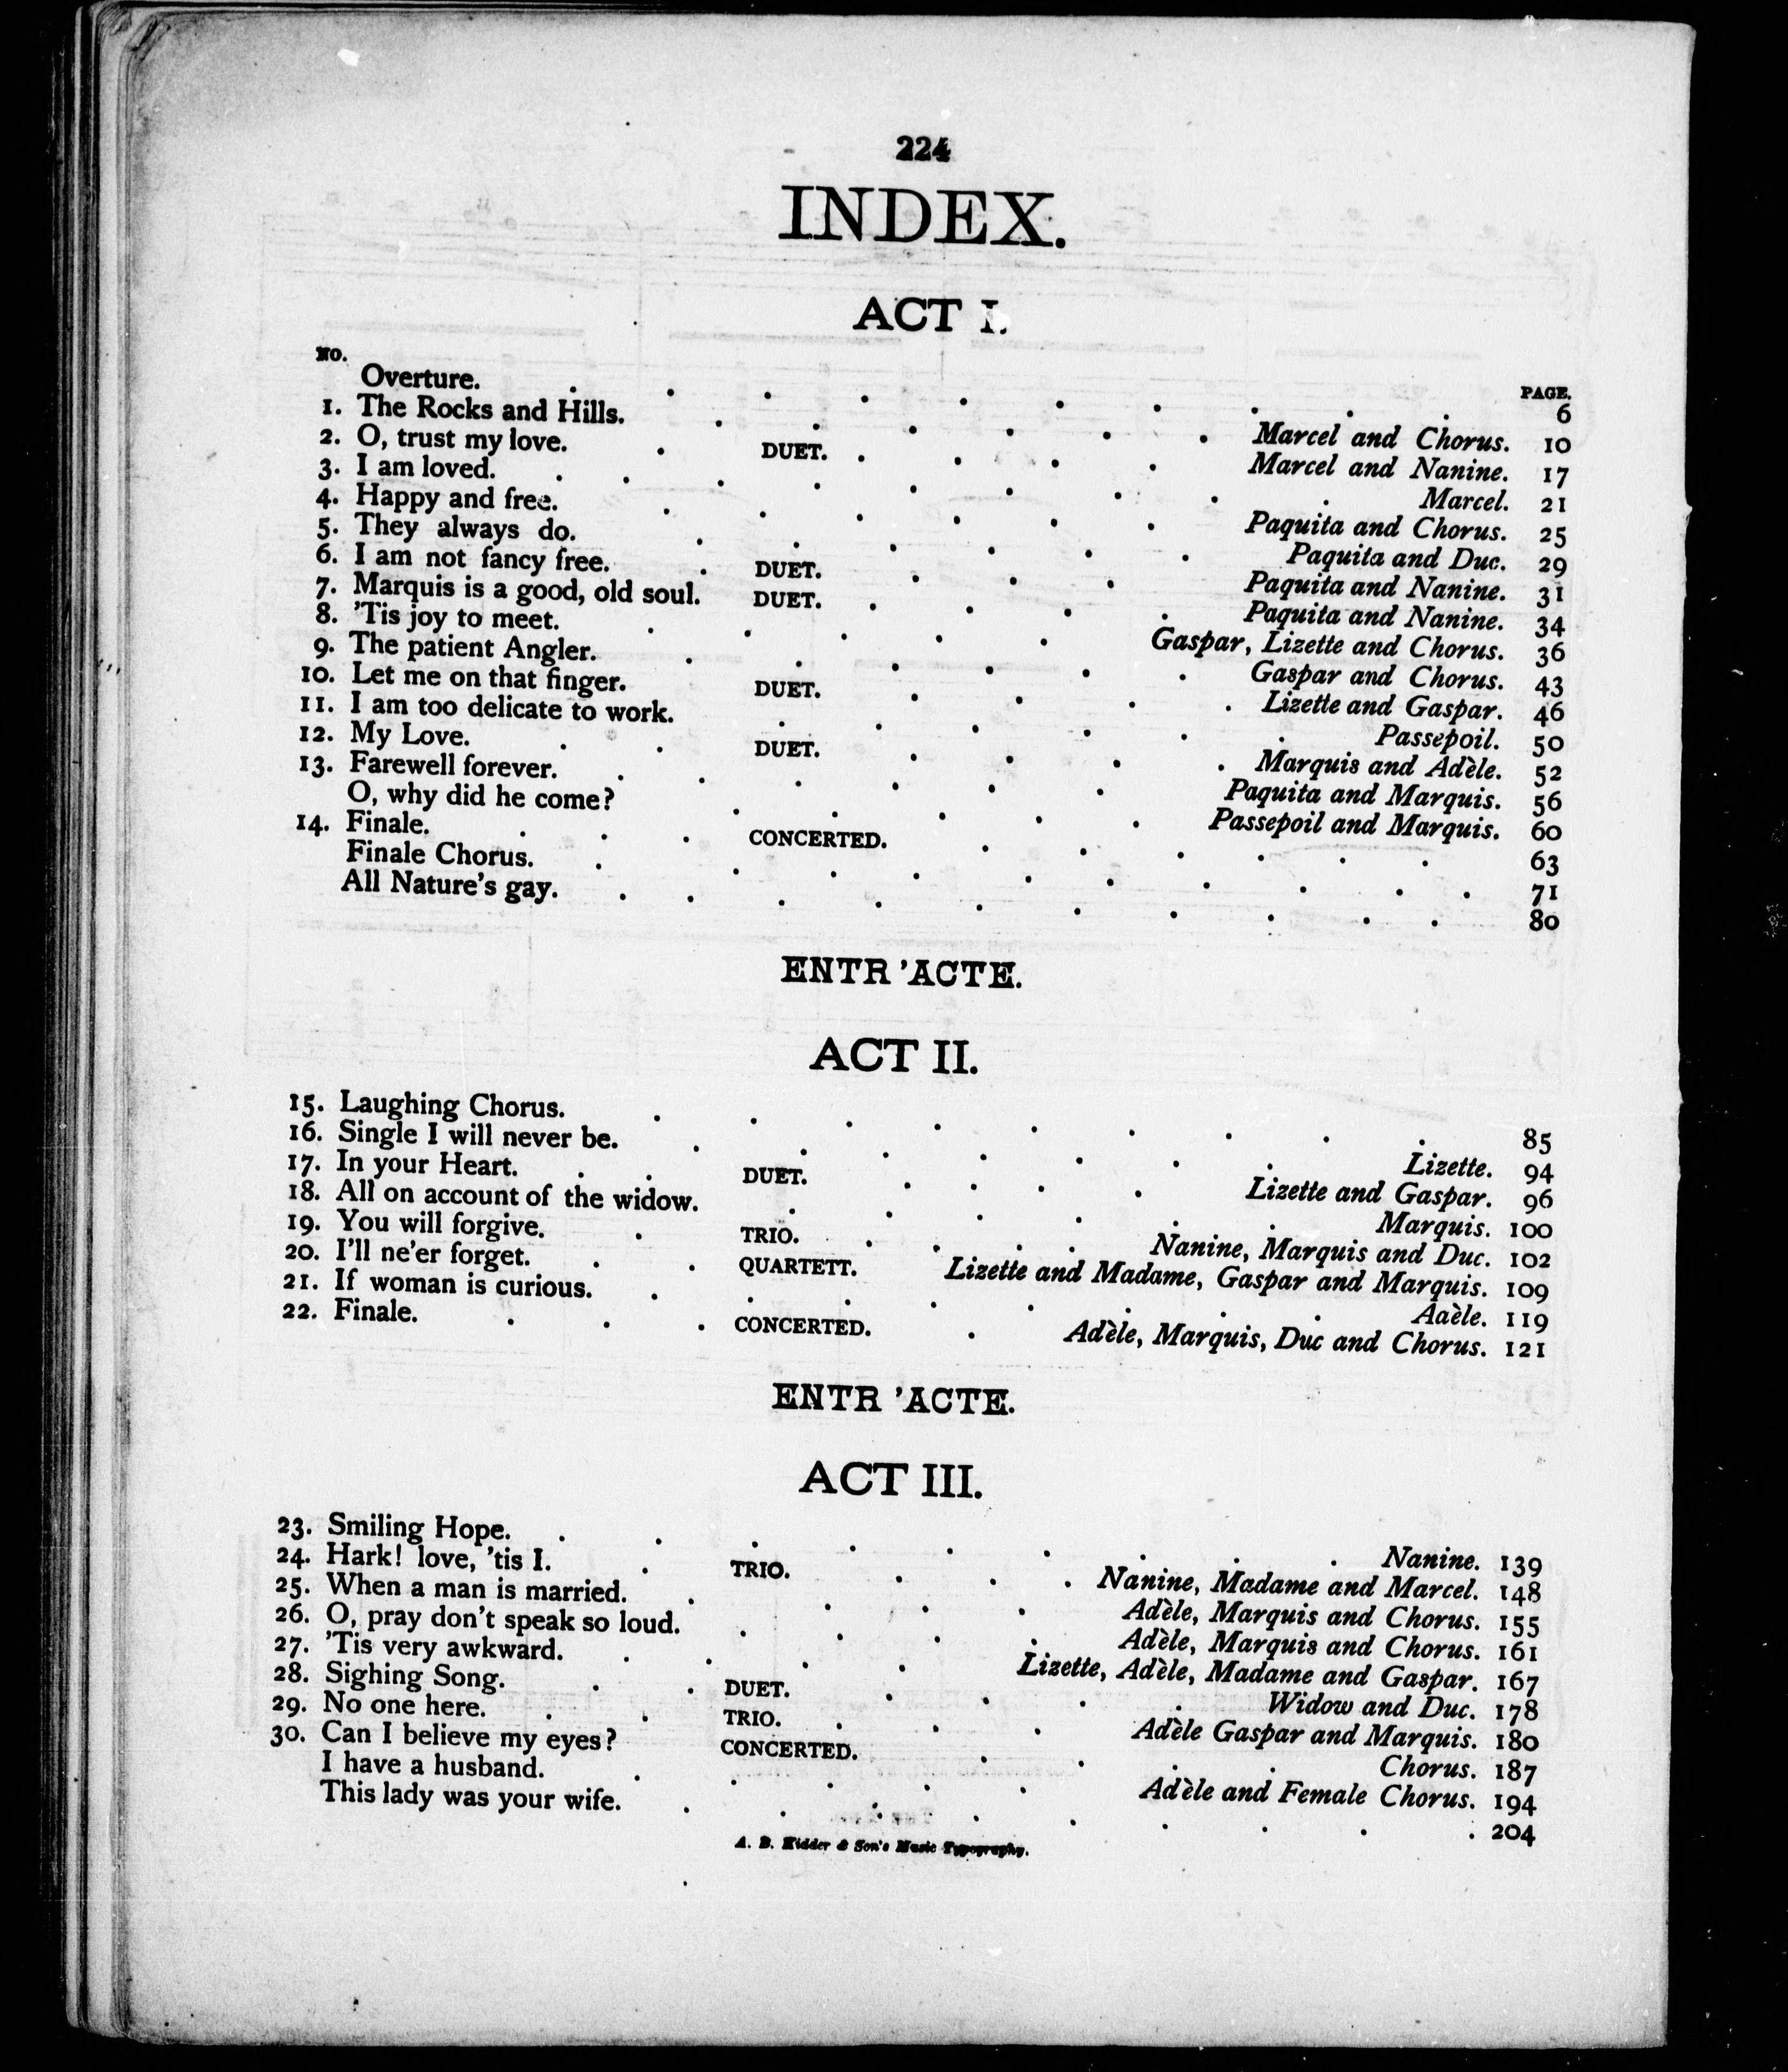 224
INDEX.
ACT I.
NO. PAGE.
Overture. 6
1. The Rocks and Hills. Marcel and Chorus. 10
2. O, trust my love. DUET. Marcel and Nanine. 17
3. I am loved. Marcel. 21
4. Happy and free. Paquita and Chorus. 25
5. They always do. Paquita and Duc. 29
6. I am not fancy free. DUET. Paquita and Nanine. 31
7. Marquis is a good, old soul. DUET. Paquita and Nanine. 34
8. 'Tis joy to meet. Gaspar, Lizette and Chorus. 36
9. The patient Angler. Gaspar and Chorus. 43
10. Let me on that finger. DUET. Lizette and Gaspar. 46
11. I am too delicate to work. Passepoil. 50
12. My Love. DUET. Marquis and Adèle. 52
13. Farewell forever. Paquita and Marquis. 56
O, why did he come? Passepoil and Marquis. 60
14. Finale. CONCERTED. 63
Finale Chorus. 71
All Nature's gay. 80
ENTR 'ACTE.
ACT II.
15. Laughing Chorus. 85
16. Single I will never be. Lizette. 94
17. In your Heart. DUET. Lizette and Gaspar. 96
18. All on account of the widow. Marquis. 100
19. You will forgive. TRIO. Nanine, Marquis and Duc. 102
20. I'll ne'er forget. QUARTETT. Lizette and Madame, Gaspar and Marquis. 109
21. If woman is curious. Adèle. 119
22. Finale. CONCERTED. Adèle, Marquis, Duc and Chorus. 121
ENTR 'ACTE.
ACT III.
23. Smiling Hope. Nanine. 139
24. Hark! love, 'tis I. TRIO. Nanine, Madame and Marcel. 148
25. When a man is married. Adèle, Marquis and Chorus. 155
26. O, pray don't speak so loud. Adèle, Marquis and Chorus. 161
27. 'Tis very awkward. Lizette, Adèle, Madame and Gaspar. 167
28. Sighing Song. DUET. Widow and Duc. 178
29. No one here. TRIO. Adèle Gaspar and Marquis. 180
30. Can I believe my eyes? CONCERTED. Chorus. 187
I have a husband. Adèle and Female Chorus. 194
This lady was your wife. 204
A. B. Kidder & Son's Music Typography.